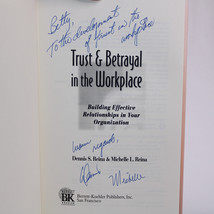 Betty,
To the development
of trust in the
workplace
Trust & Betrayal
in the Workplace
Building Effective
Relationships in Your
Organization
warm regards,
Dennis S. Reina & Michelle L. Reina
Dennis Michelle
BK
Berrett-Koehler Publishers, Inc.
San Francisco